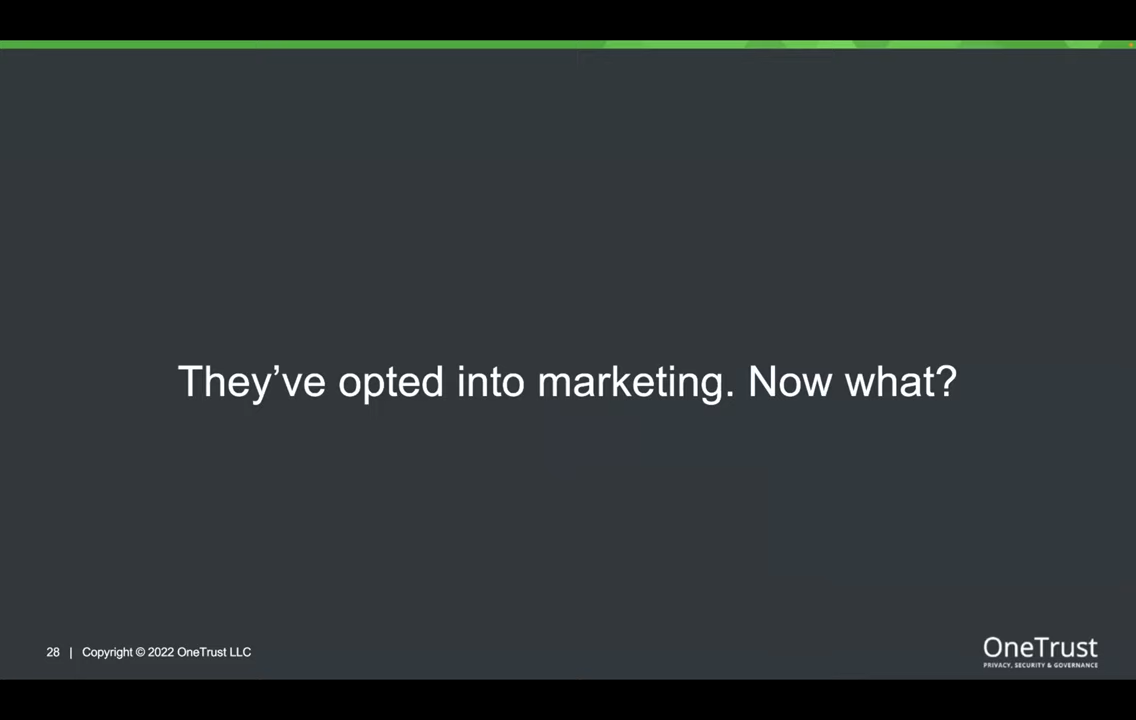 They’ve opted into marketing. Now what?
28 | Copyright © 2022 OneTrust LLC
OneTrust
PRIVACY, SECURITY & GOVERNANCE